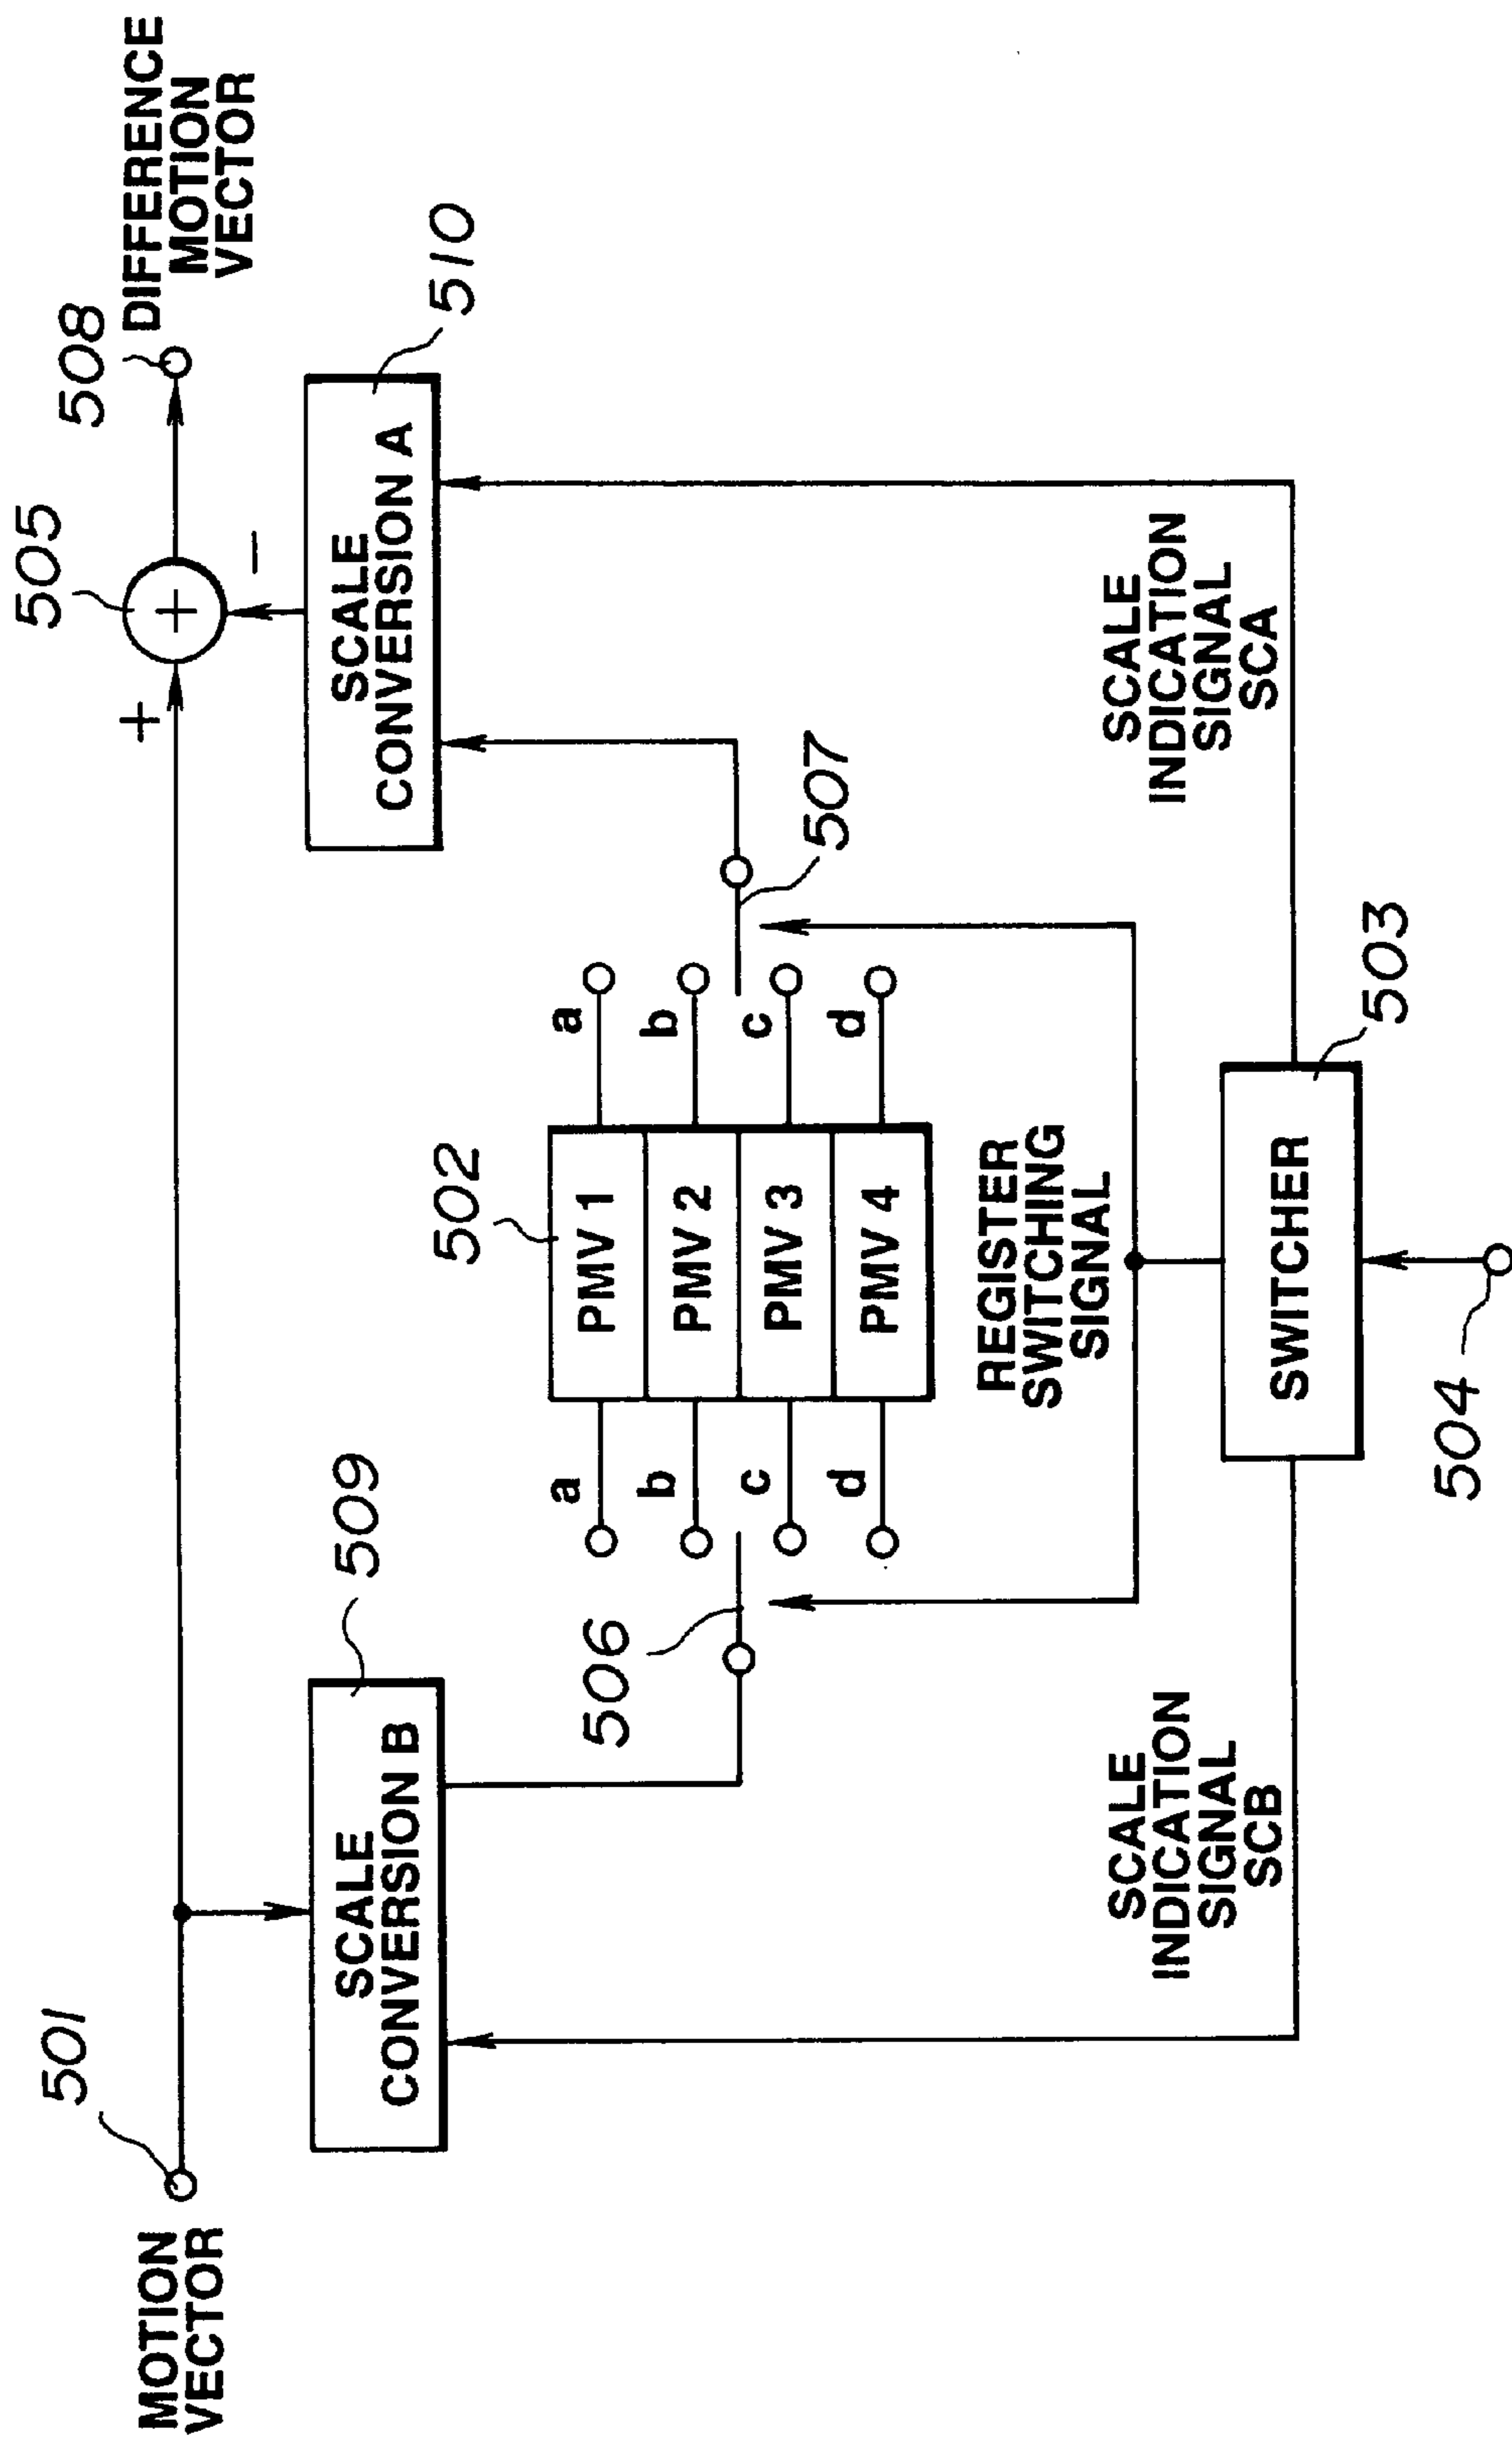 501
MOTION
VECTOR
505
+
+
−
508
DIFFERENCE
MOTION
VECTOR
509
SCALE
CONVERSION B
SCALE
CONVERSION A
510
502
a
b
c
d
PMV 1
PMV 2
PMV 3
PMV 4
a
b
c
d
506
507
REGISTER
SWITCHING
SIGNAL
SCALE
INDICATION
SIGNAL
SCB
SCALE
INDICATION
SIGNAL
SCA
SWITCHER
503
504